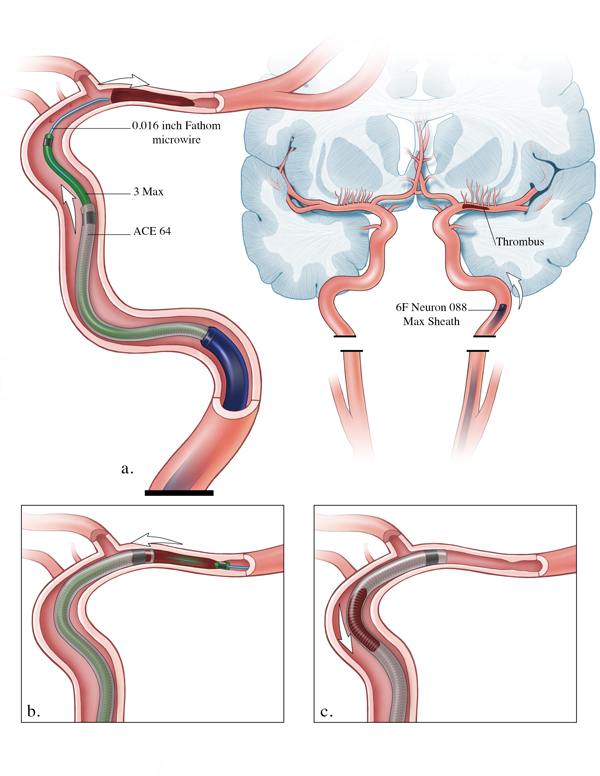 0.016 inch Fathom
microwire
3 Max
ACE 64
Thrombus
6F Neuron 088
Max Sheath
a.
b.
c.